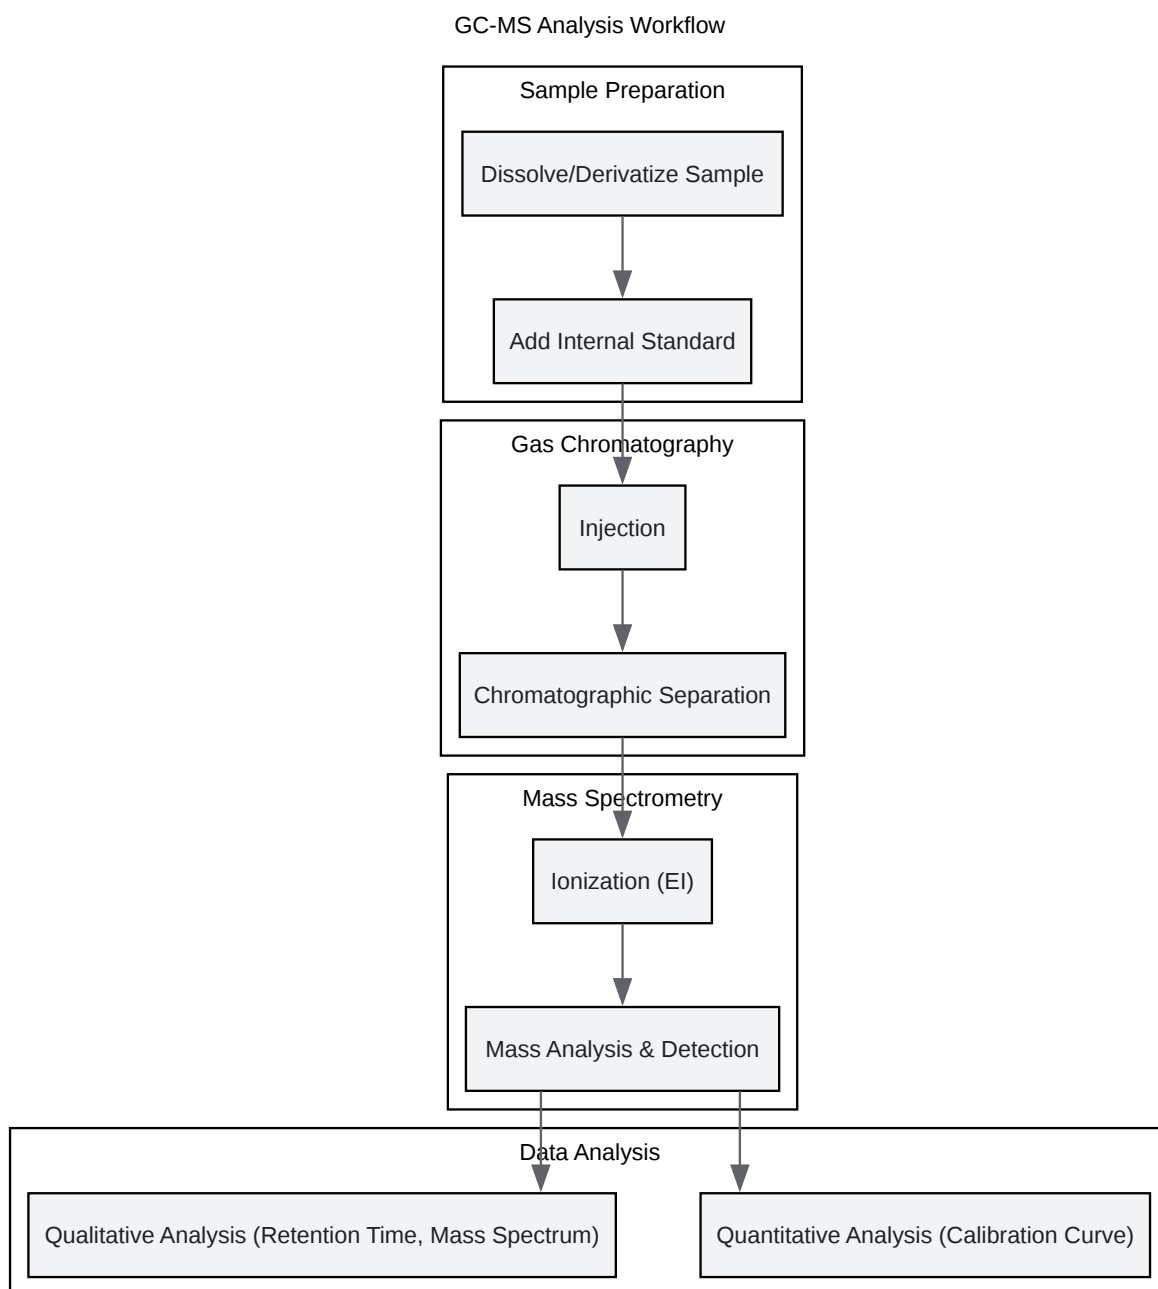 GC-MS Analysis Workflow
Sample Preparation
Dissolve/Derivatize Sample
Add Internal Standard
Gas Chromatography
Injection
Chromatographic Separation
Mass Spectrometry
Ionization (EI)
Mass Analysis & Detection
Data Analysis
Qualitative Analysis (Retention Time, Mass Spectrum)
Quantitative Analysis (Calibration Curve)